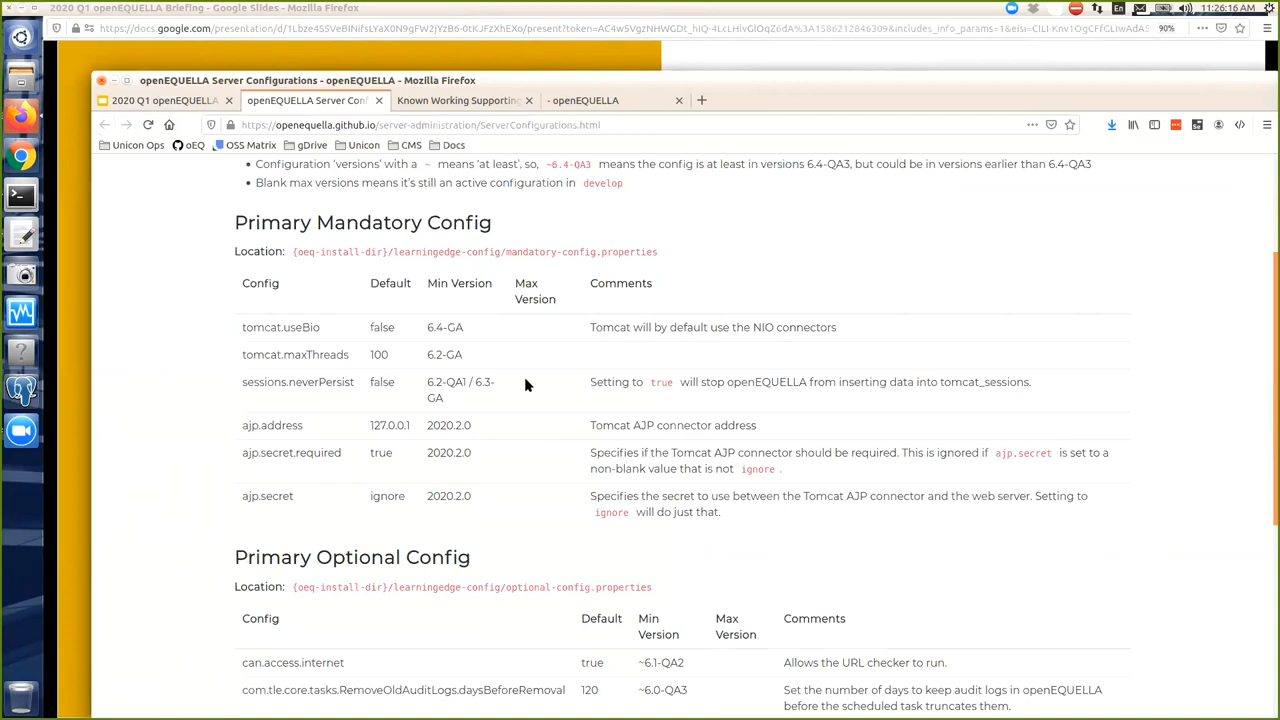 2020 Q1 openEQUELLA Briefing - Google Slides - Mozilla Firefox
En
11:26:16 AM
90%
openEQUELLA Server Configurations - openEQUELLA - Mozilla Firefox
2020 Q1 openEQUELLA
openEQUELLA Server Conf
Known Working Supporting
- openEQUELLA
https://openequella.github.io/server-administration/ServerConfigurations.html
Unicon Ops
oEQ
OSS Matrix
gDrive
Unicon
CMS
Docs
• Configuration ‘versions’ with a ~ means ‘at least’, so, ~6.4-QA3 means the config is at least in versions 6.4-QA3, but could be in versions earlier than 6.4-QA3
• Blank max versions means it’s still an active configuration in develop
Primary Mandatory Config
Location: {oeq-install-dir}/learningedge-config/mandatory-config.properties
Config Default Min Version Max Version Comments
tomcat.useBio false 6.4-GA Tomcat will by default use the NIO connectors
tomcat.maxThreads 100 6.2-GA
sessions.neverPersist false 6.2-QA1 / 6.3-GA Setting to true will stop openEQUELLA from inserting data into tomcat_sessions.
ajp.address 127.0.0.1 2020.2.0 Tomcat AJP connector address
ajp.secret.required true 2020.2.0 Specifies if the Tomcat AJP connector should be required. This is ignored if ajp.secret is set to a
non-blank value that is not ignore .
ajp.secret ignore 2020.2.0 Specifies the secret to use between the Tomcat AJP connector and the web server. Setting to
ignore will do just that.
Primary Optional Config
Location: {oeq-install-dir}/learningedge-config/optional-config.properties
Config Default Min Version Max Version Comments
can.access.internet true ~6.1-QA2 Allows the URL checker to run.
com.tle.core.tasks.RemoveOldAuditLogs.daysBeforeRemoval 120 ~6.0-QA3 Set the number of days to keep audit logs in openEQUELLA
before the scheduled task truncates them.